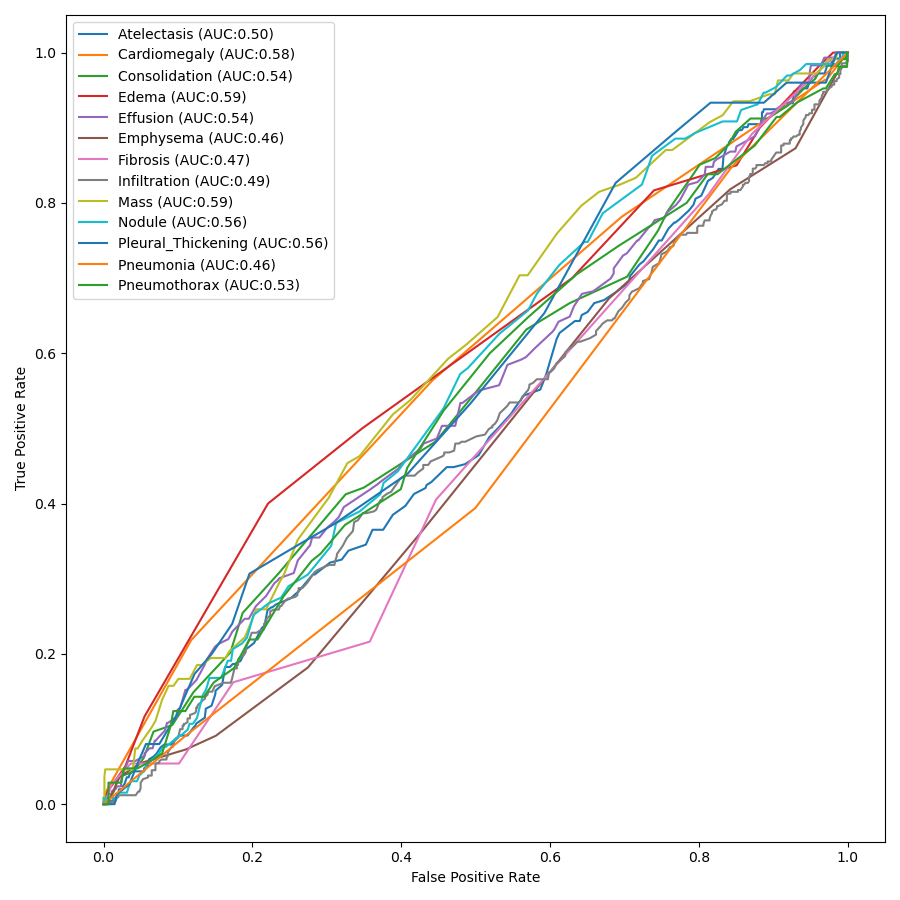 Atelectasis (AUC:0.50)
Cardiomegaly (AUC:0.58)
Consolidation (AUC:0.54)
Edema (AUC:0.59)
Effusion (AUC:0.54)
Emphysema (AUC:0.46)
Fibrosis (AUC:0.47)
Infiltration (AUC:0.49)
Mass (AUC:0.59)
Nodule (AUC:0.56)
Pleural_Thickening (AUC:0.56)
Pneumonia (AUC:0.46)
Pneumothorax (AUC:0.53)
1.0
0.8
0.6
0.4
0.2
0.0
True Positive Rate
0.0 0.2 0.4 0.6 0.8 1.0
False Positive Rate